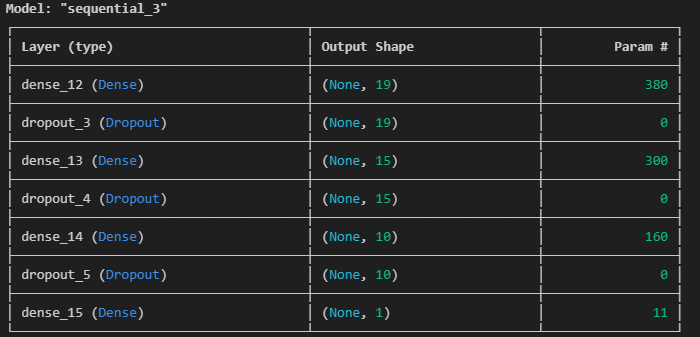 Model: "sequential_3"
Layer (type) Output Shape Param #
dense_12 (Dense) (None, 19) 380
dropout_3 (Dropout) (None, 19) 0
dense_13 (Dense) (None, 15) 300
dropout_4 (Dropout) (None, 15) 0
dense_14 (Dense) (None, 10) 160
dropout_5 (Dropout) (None, 10) 0
dense_15 (Dense) (None, 1) 11